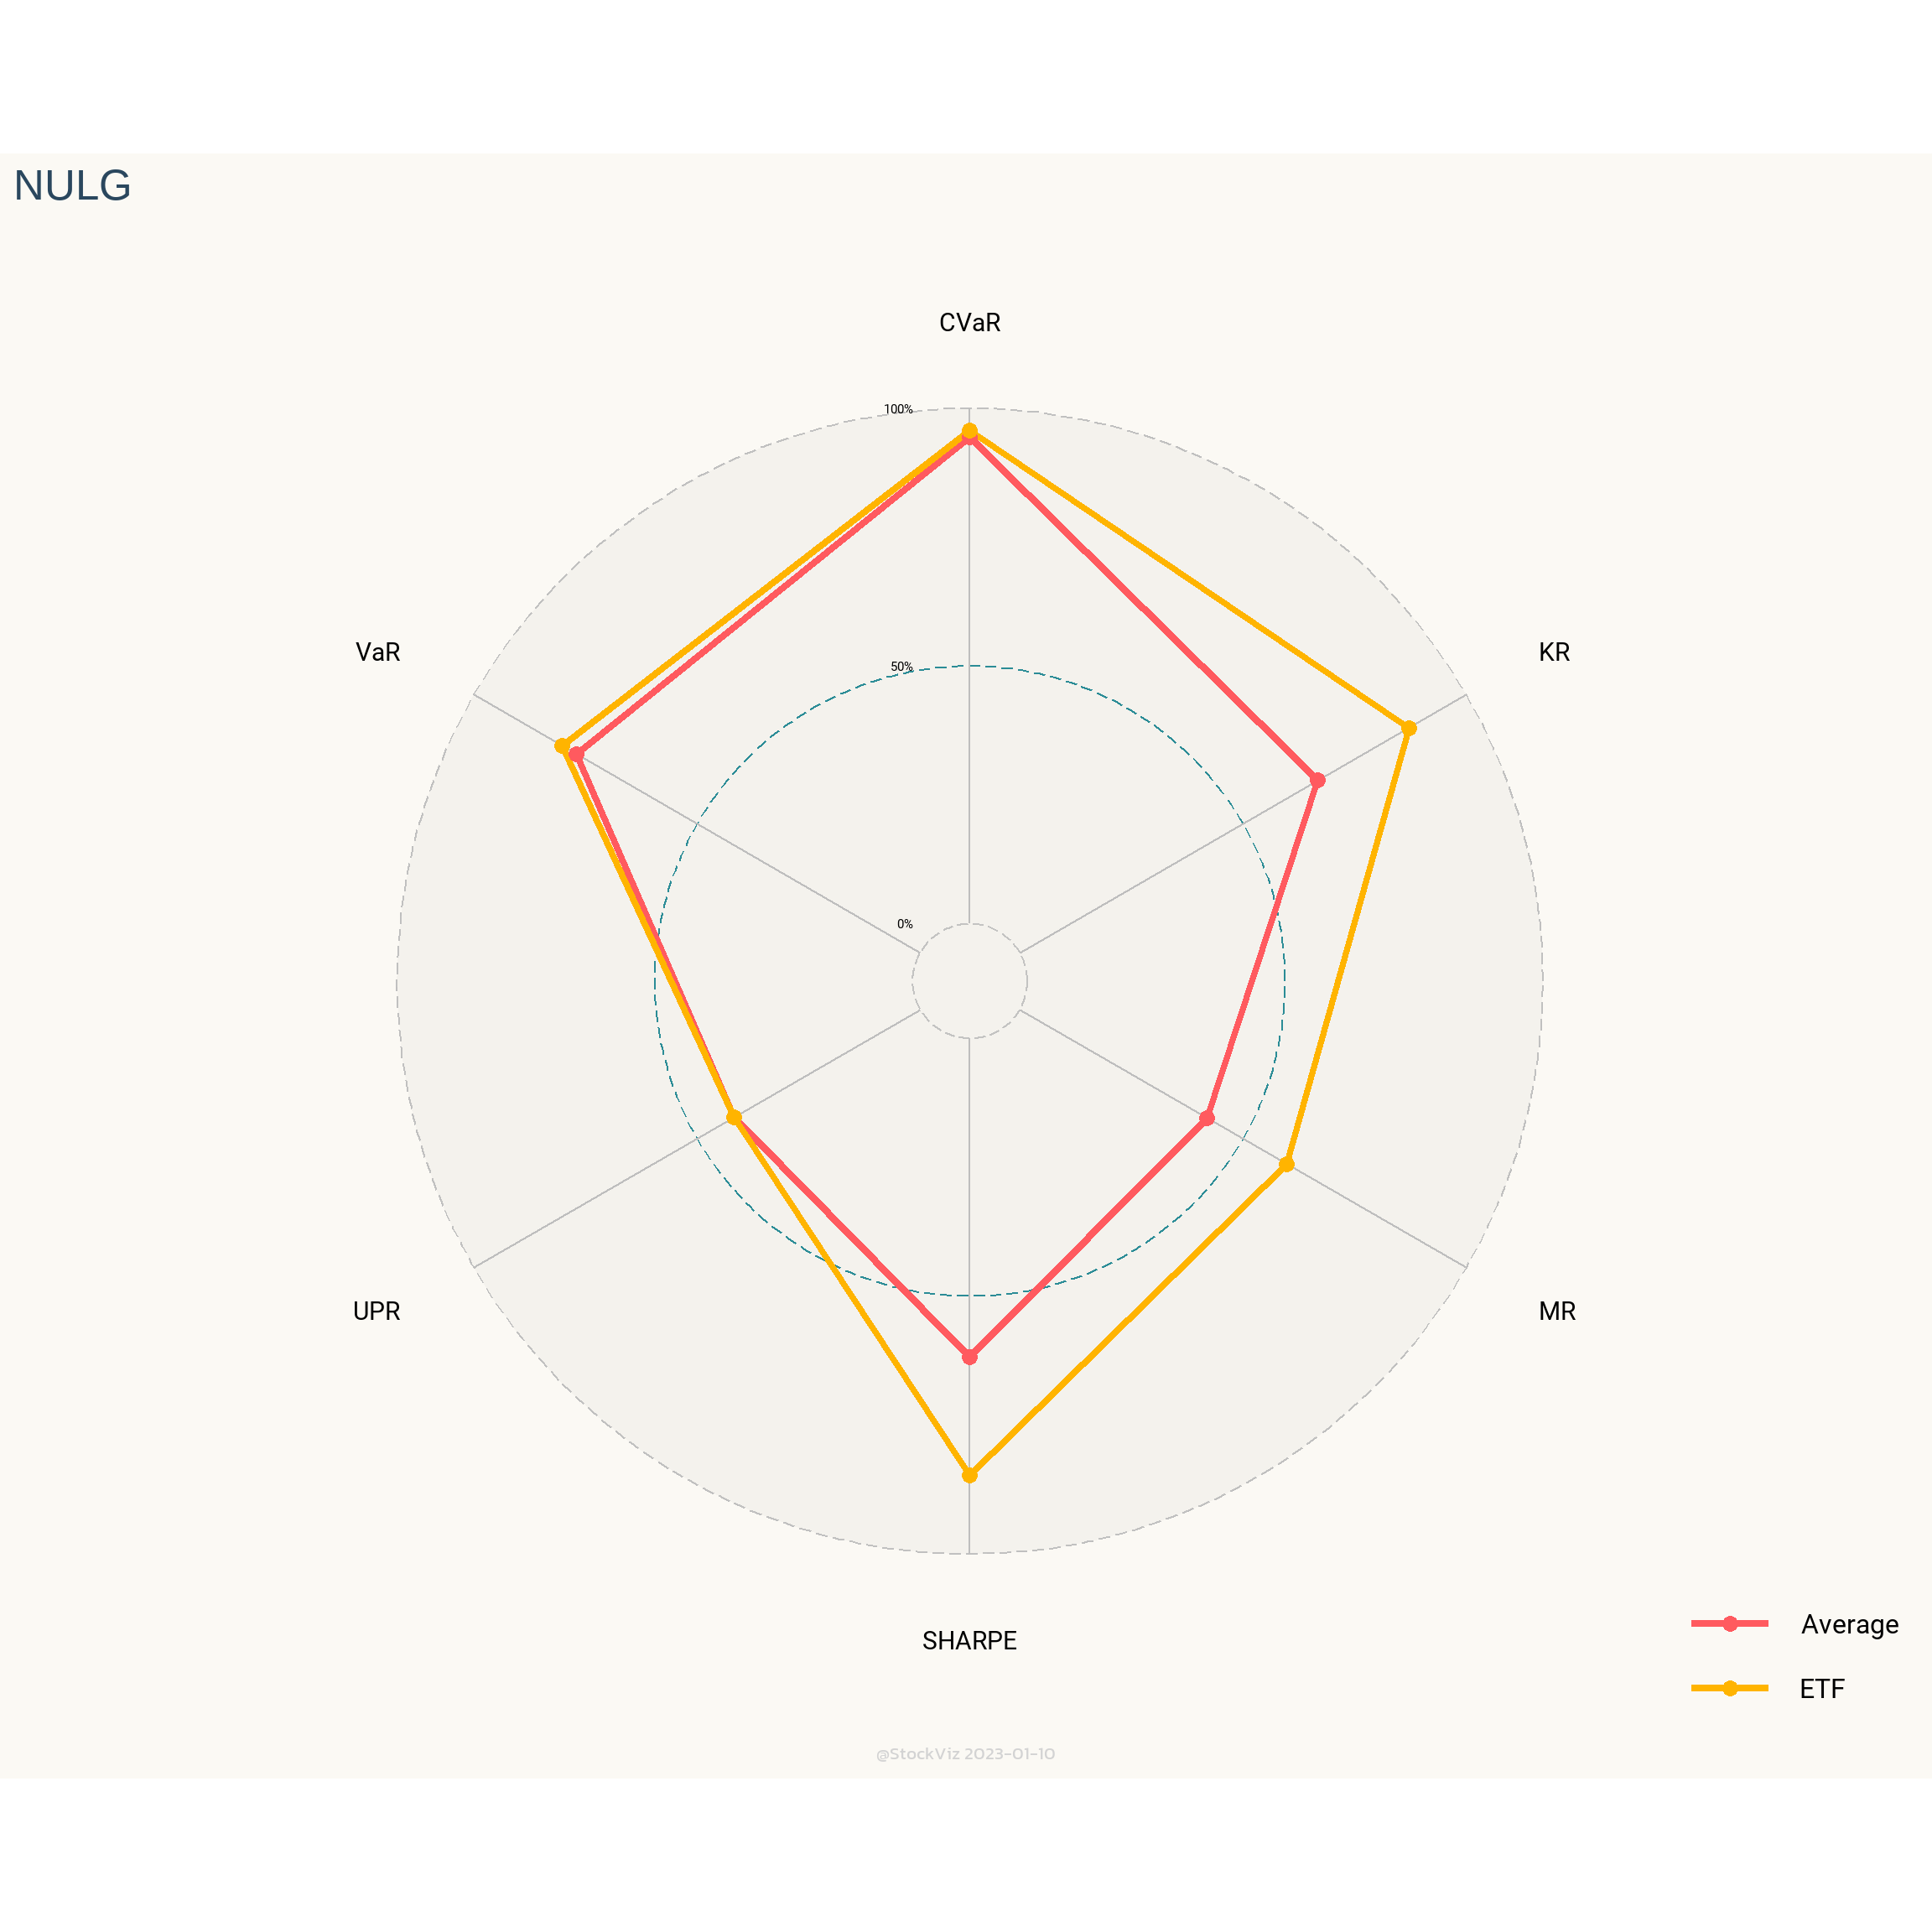 NULG
CVaR
100%
KR
VaR
50%
0%
UPR
MR
SHARPE
Average
ETF
@StockViz 2023-01-10